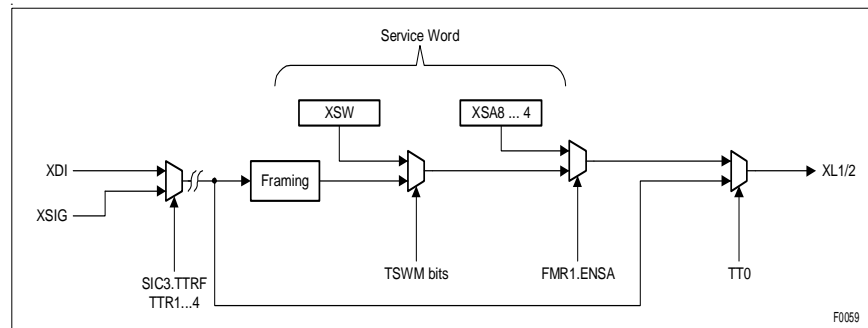 Service Word
XSW
XSA8 ... 4
XDI
XSIG
Framing
XL1/2
SIC3.TTRF
TTR1...4
TSWM bits
FMR1.ENSA
TT0
F0059